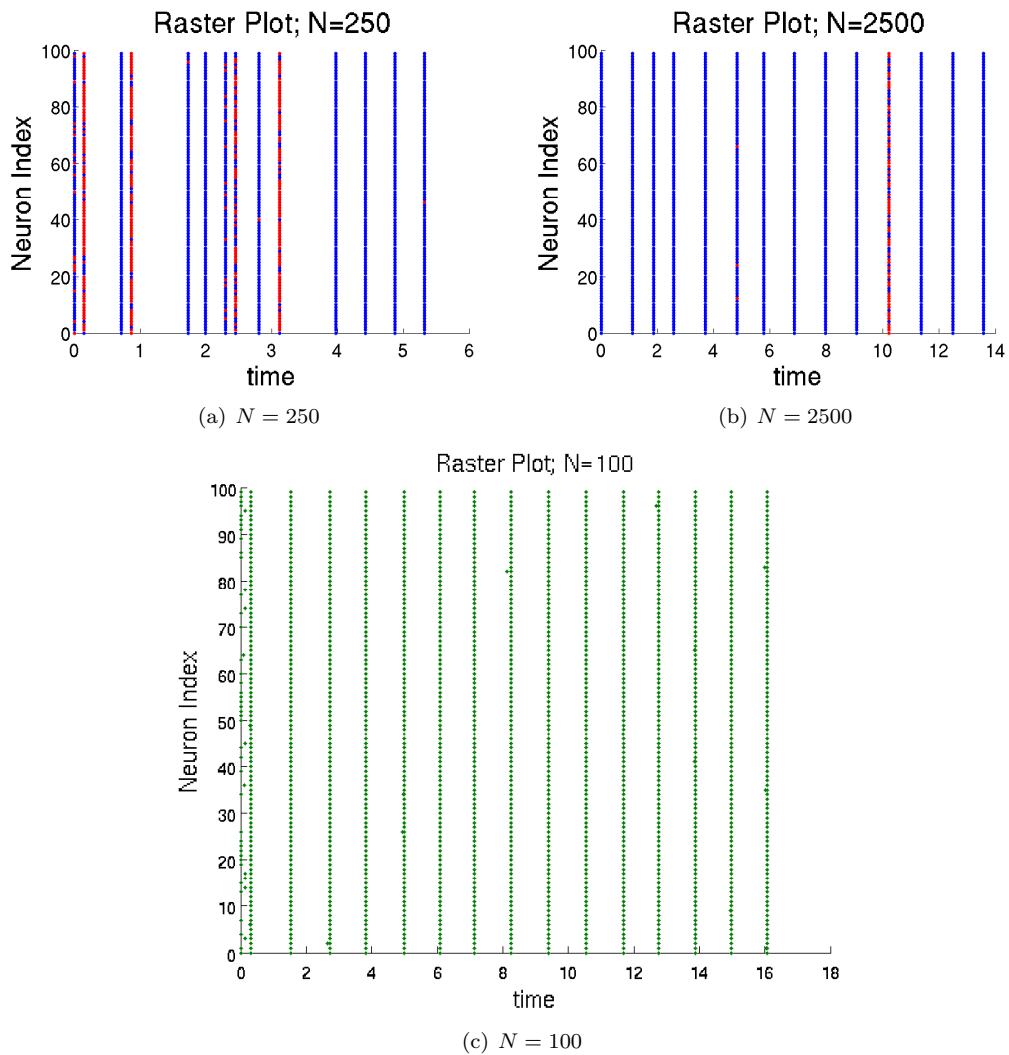 Raster Plot; N=250
100
80
60
40
20
0
Neuron Index
0 1 2 3 4 5 6
time
(a) N = 250
Raster Plot; N=2500
100
80
60
40
20
0
Neuron Index
0 2 4 6 8 10 12 14
time
(b) N = 2500
Raster Plot; N=100
100
90
80
70
60
50
40
30
20
10
0
Neuron Index
0 2 4 6 8 10 12 14 16 18
time
(c) N = 100